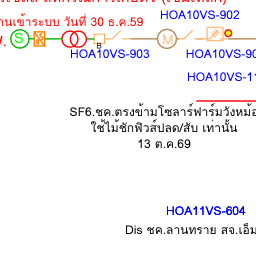 านเข้าระบบ วันที่ 30 ธ.ค.59
HOA10VS-902
S
M
B
HOA10VS-903
HOA10VS-90
HOA10VS-11
SF6.ชค.ตรงข้ามโซลาร์ฟาร์มวังหม้อ
ใช้ไม้ชักฟิวส์ปลด/สับ เท่านั้น
13 ต.ค.69
HOA11VS-604
Dis ชค.ลานทราย สจ.เอ็ม